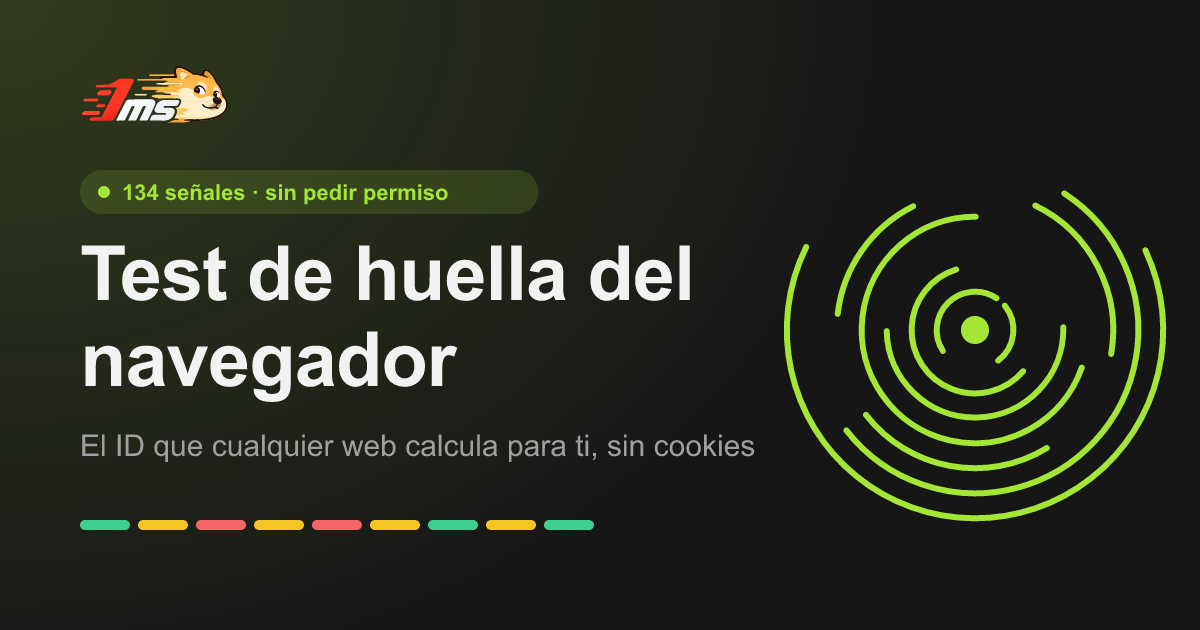 1ms
134 señales · sin pedir permiso
Test de huella del
navegador
El ID que cualquier web calcula para ti, sin cookies